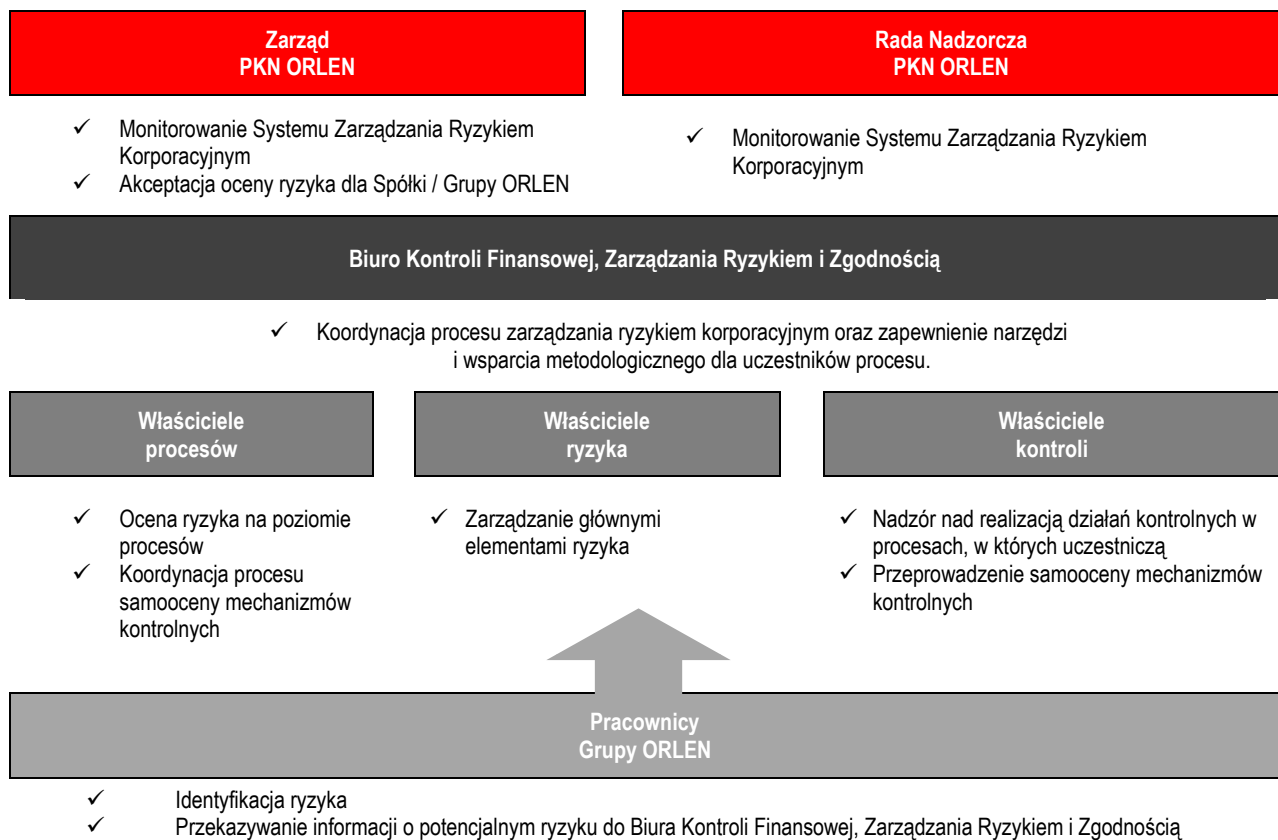 Zarząd
PKN ORLEN
Rada Nadzorcza
PKN ORLEN
✓ Monitorowanie Systemu Zarządzania Ryzykiem
Korporacyjnym
✓ Akceptacja oceny ryzyka dla Spółki / Grupy ORLEN
✓ Monitorowanie Systemu Zarządzania Ryzykiem
Korporacyjnym
Biuro Kontroli Finansowej, Zarządzania Ryzykiem i Zgodnością
✓ Koordynacja procesu zarządzania ryzykiem korporacyjnym oraz zapewnienie narzędzi
i wsparcia metodologicznego dla uczestników procesu.
Właściciele
procesów
Właściciele
ryzyka
Właściciele
kontroli
✓ Ocena ryzyka na poziomie
procesów
✓ Koordynacja procesu
samooceny mechanizmów
kontrolnych
✓ Zarządzanie głównymi
elementami ryzyka
✓ Nadzór nad realizacją działań kontrolnych w
procesach, w których uczestniczą
✓ Przeprowadzenie samooceny mechanizmów
kontrolnych
Pracownicy
Grupy ORLEN
✓ Identyfikacja ryzyka
✓ Przekazywanie informacji o potencjalnym ryzyku do Biura Kontroli Finansowej, Zarządzania Ryzykiem i Zgodnością